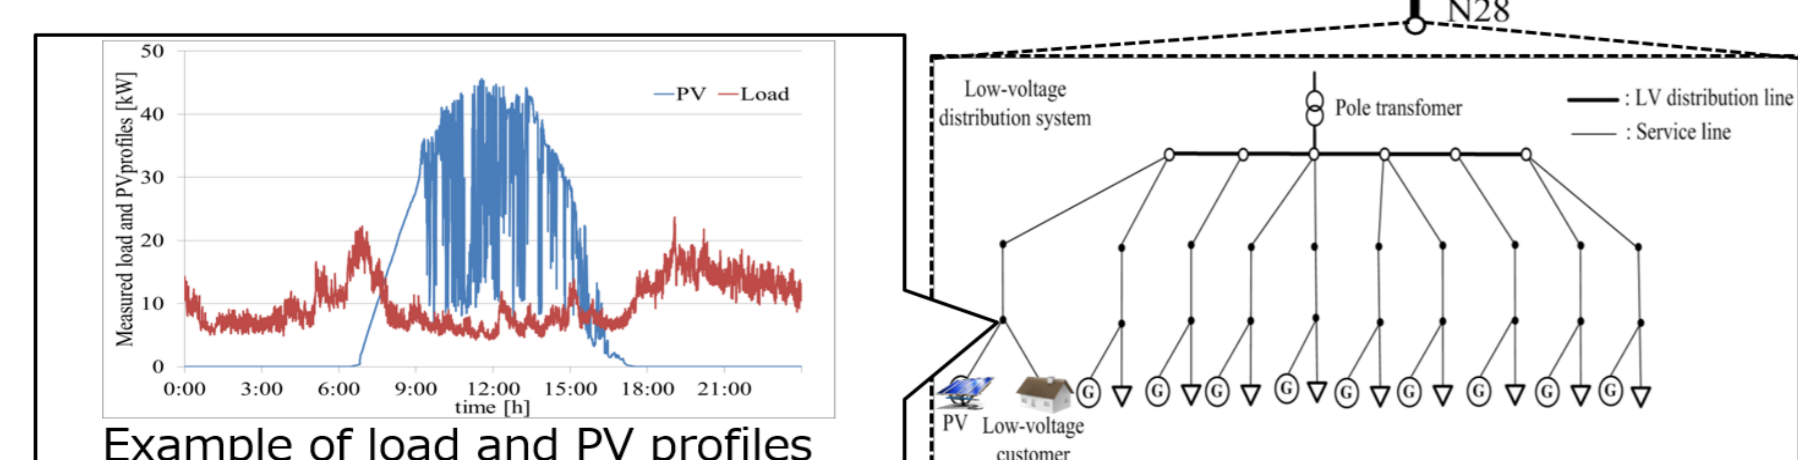 N28
50
40
30
20
10
0
Measured load and PVprofiles [kW]
PV Load
0:00 3:00 6:00 9:00 12:00 15:00 18:00 21:00
time [h]
Example of load and PV profiles
Low-voltage
distribution system
Pole transfomer
: LV distribution line
: Service line
G G G G G G G G G
PV
Low-voltage
customer